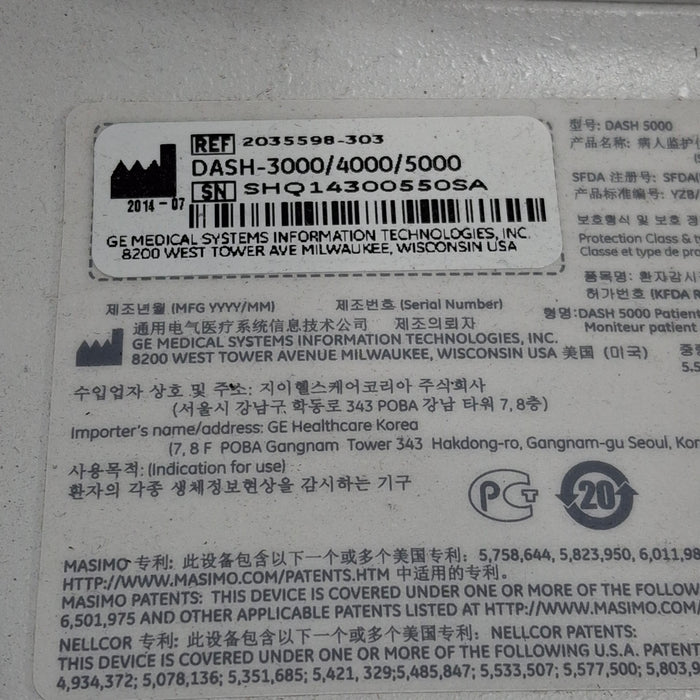 REF 2035598-303
DASH-3000/4000/5000
SN SHQ14300550SA
2014-07
GE MEDICAL SYSTEMS INFORMATION TECHNOLOGIES, INC.
8200 WEST TOWER AVE MILWAUKEE, WISCONSIN USA
型号: DASH 5000
产品名称: 病人监护
SFDA 注册号: SFDA
产品标准编号: YZB/
보호형식 및 보호 정
Protection Class & t
Classe et type de pro
품목명: 환자감시
허가번호 (KFDA R
형명:DASH 5000 Patient
Moniteur patient
중량
5.5
제조년월 (MFG YYYY/MM) 제조번호 (Serial Number)
通用电气医疗系统信息技术公司 제조의뢰자
GE MEDICAL SYSTEMS INFORMATION TECHNOLOGIES, INC.
8200 WEST TOWER AVENUE MILWAUKEE, WISCONSIN USA 美国 (미국)
수입업자 상호 및 주소: 지이헬스케어코리아 주식회사
(서울시 강남구 학동로 343 POBA 강남 타워 7, 8층)
Importer's name/address: GE Healthcare Korea
(7, 8 F POBA Gangnam Tower 343 Hakdong-ro, Gangnam-gu Seoul, Kor
사용목적: (Indication for use)
환자의 각종 생체정보현상을 감시하는 기구
PCT
20
MASIMO 专利: 此设备包含以下一个或多个美国专利: 5,758,644, 5,823,950, 6,011,98
HTTP://WWW.MASIMO.COM/PATENTS.HTM 中适用的专利.
MASIMO PATENTS: THIS DEVICE IS COVERED UNDER ONE OR MORE OF THE FOLLOW
6,501,975 AND OTHER APPLICABLE PATENTS LISTED AT HTTP://WWW.MASIMO.COM
NELLCOR 专利: 此设备包含以下一个或多个美国专利: NELLCOR PATENTS:
THIS DEVICE IS COVERED UNDER ONE OR MORE OF THE FOLLOWING U.S.A. PATENT
4,934,372; 5,078,136; 5,351,685; 5,421, 329;5,485,847; 5,533,507; 5,577,500; 5,803,9